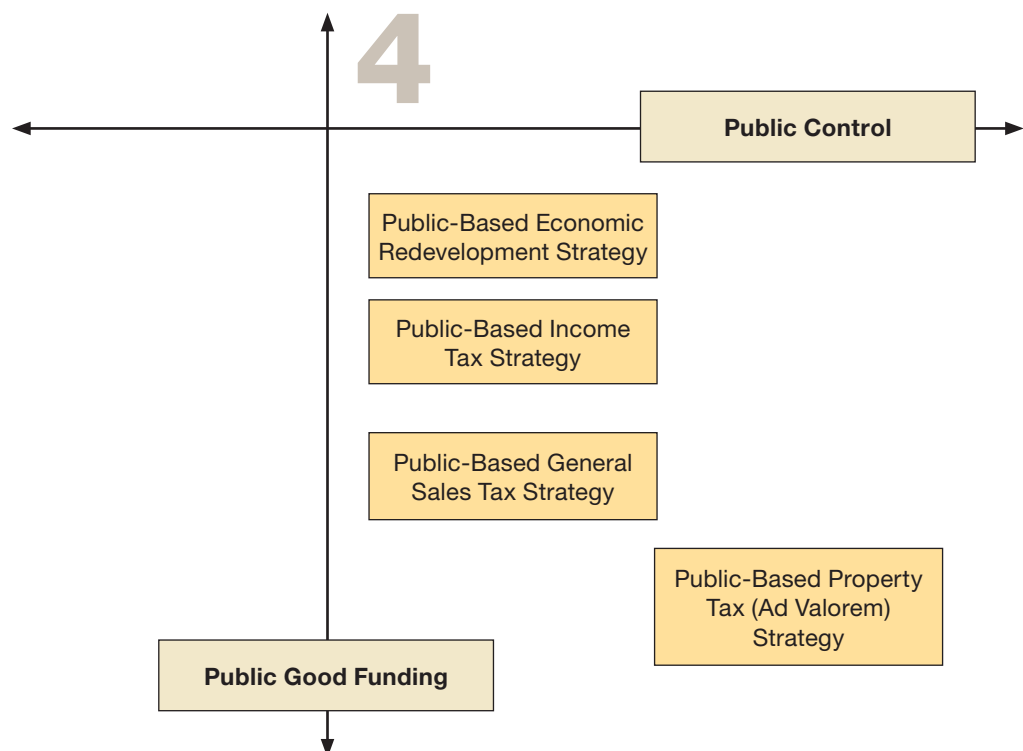 4
Public Control
Public-Based Economic
Redevelopment Strategy
Public-Based Income
Tax Strategy
Public-Based General
Sales Tax Strategy
Public-Based Property
Tax (Ad Valorem)
Strategy
Public Good Funding